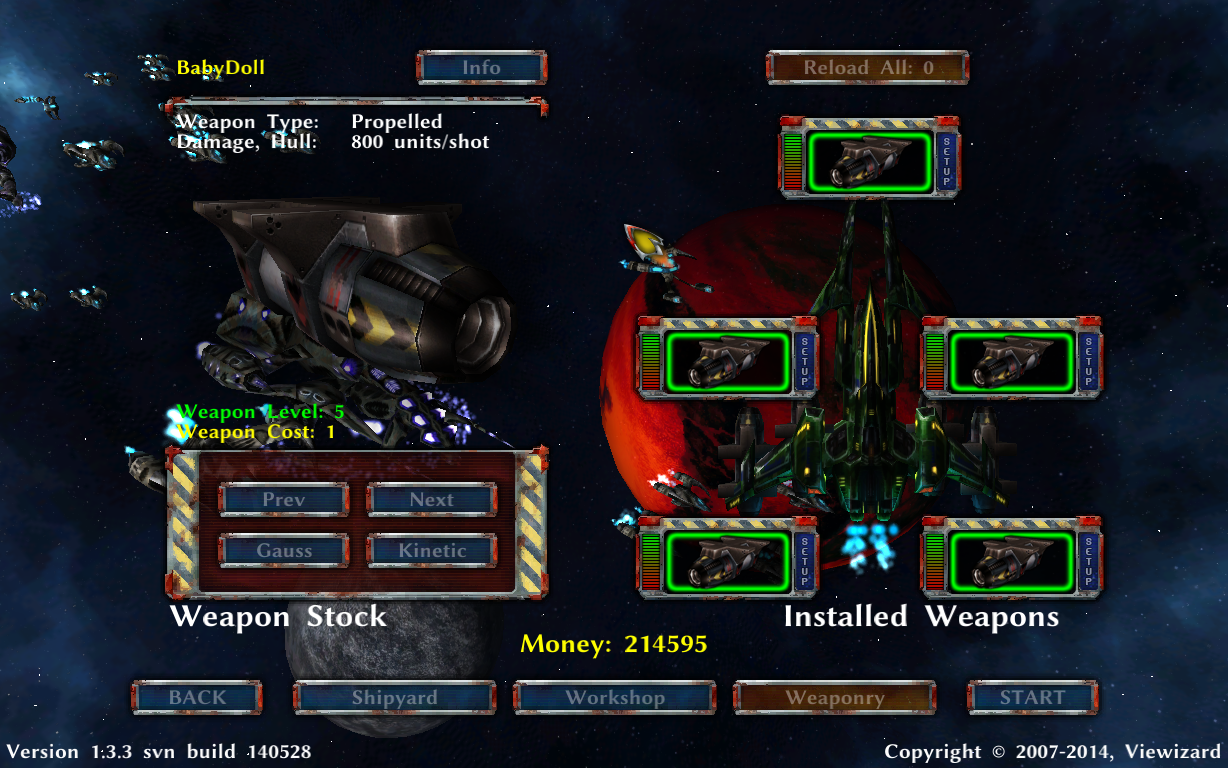 BabyDoll
Info
Reload All: 0
Weapon Type: Propelled
Damage, Hull: 800 units/shot
SETUP
SETUP
SETUP
Weapon Level: 5
Weapon Cost: 1
Prev
Next
Gauss
Kinetic
SETUP
SETUP
Weapon Stock
Installed Weapons
Money: 214595
BACK
Shipyard
Workshop
Weaponry
START
Version 1.3.3 svn build 140528
Copyright © 2007-2014, Viewizard